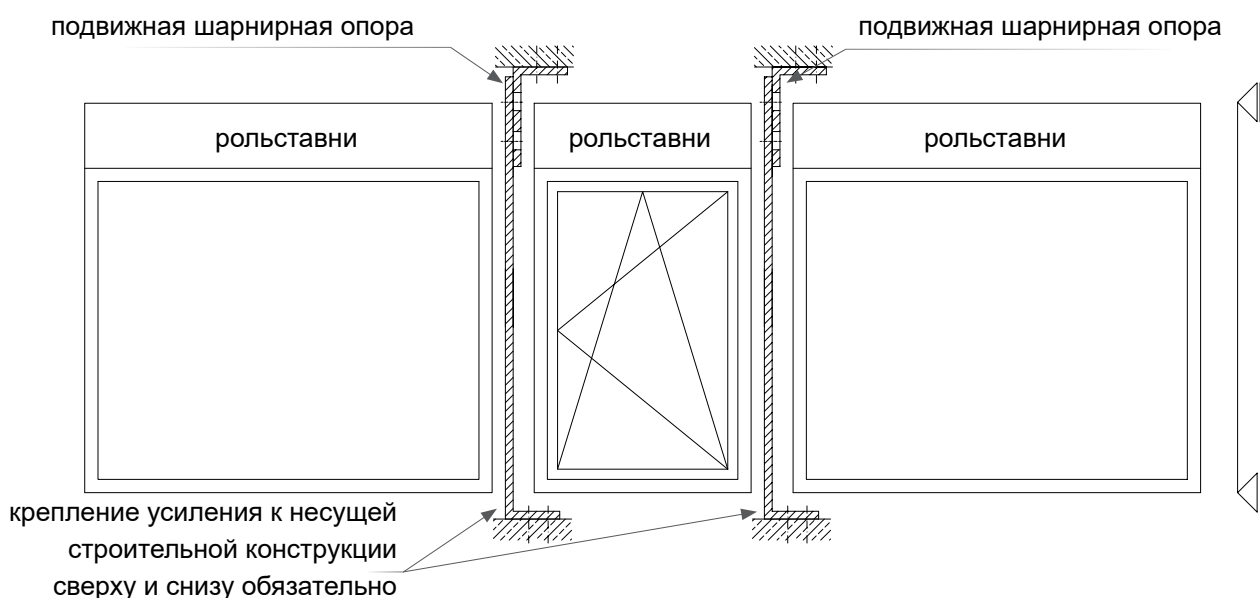 подвижная шарнирная опора
подвижная шарнирная опора
рольставни
рольставни
рольставни
крепление усиления к несущей
строительной конструкции
сверху и снизу обязательно